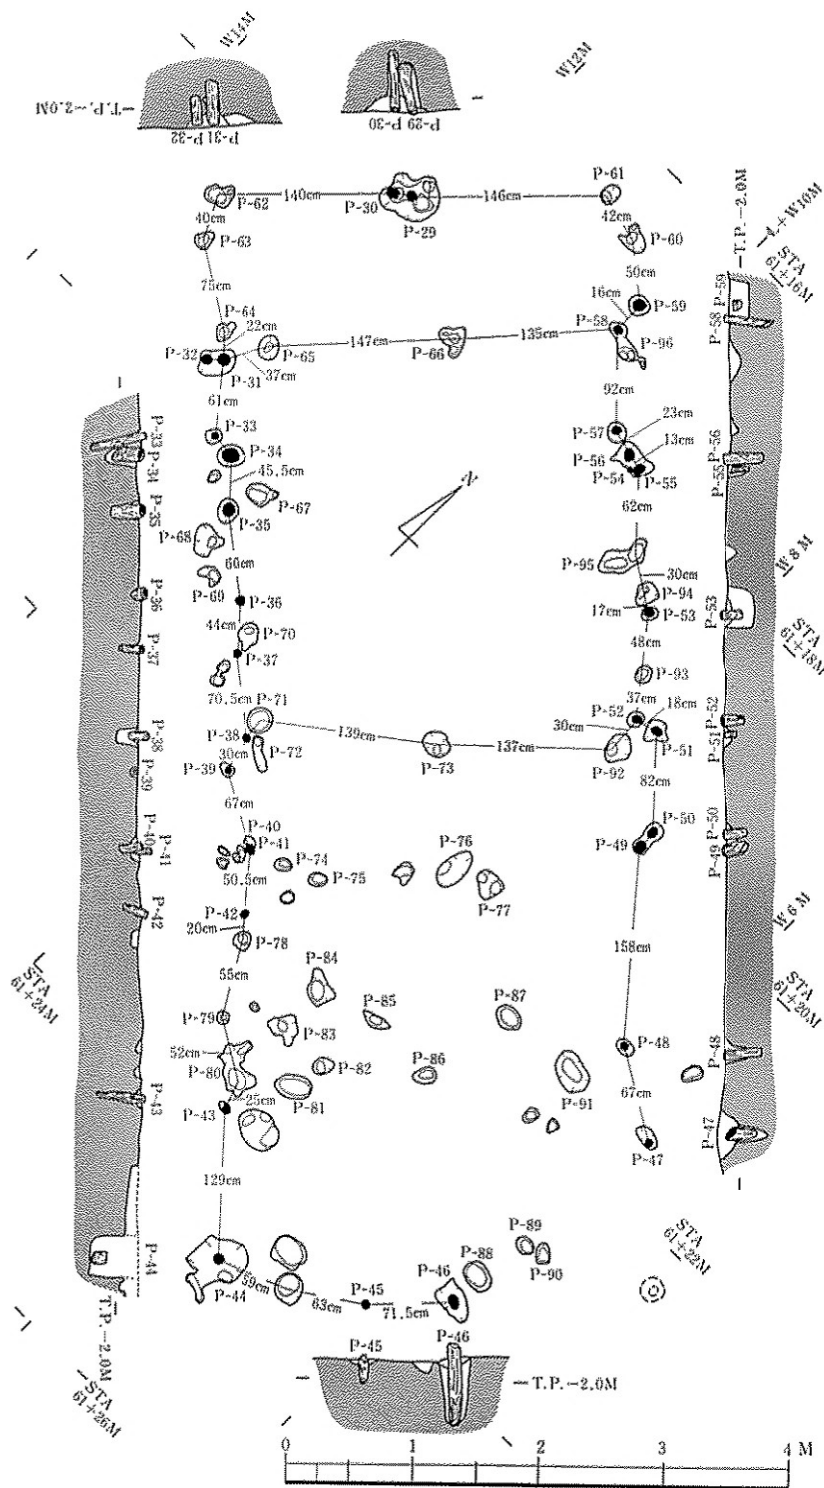 W14M
W12M
T.P.-2.0M
P-32
P-31
P-30
P-29
P-61
P-62
140cm
P-30
146cm
P-29
40cm
42cm
P-63
P-60
T.P.-2.0M
W10M
STA
61+16M
75cm
50cm
16cm
P-59
P-59
P-58
P-64
22cm
P-58
147cm
135cm
P-96
P-32
P-65
P-66
37cm
P-31
61cm
92cm
P-33
P-33
P-34
P-34
P-57
23cm
13cm
P-56
P-54
P-55
P-56
P-55
45.5cm
P-67
62cm
P-35
P-35
P-68
N
60cm
P-95
30cm
W8M
P-69
P-94
P-36
P-36
17cm
P-53
P-53
44cm
P-70
48cm
STA
61+18M
P-37
P-37
P-93
70.5cm
P-71
37cm
18cm
P-52
P-52
30cm
P-51
P-51
P-38
P-38
139cm
137cm
30cm
P-72
P-73
P-92
P-39
P-39
82cm
67cm
P-40
P-41
P-40
P-41
P-50
P-49
P-50
P-49
P-76
P-74
P-75
50.5cm
P-77
P-42
P-42
20cm
P-78
W6M
158cm
STA
61+24M
P-84
55cm
STA
61+20M
P-79
P-85
P-87
P-83
52cm
P-48
P-48
P-80
P-82
P-86
P-81
25cm
P-91
67cm
P-43
P-43
P-47
P-47
129cm
P-89
P-88
P-90
STA
61+22M
P-44
P-44
P-46
59cm
P-45
63cm
71.5cm
T.P.-2.0M
STA
61+26M
P-45
P-46
T.P.-2.0M
0
1
2
3
4 M